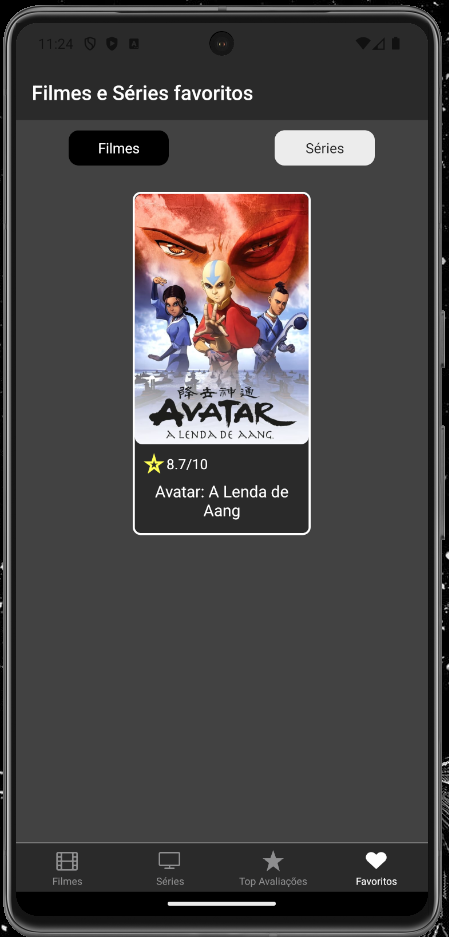 11:24
Filmes e Séries favoritos
Filmes
Séries
降去神通
AVATAR
A LENDA DE AANG
8.7/10
Avatar: A Lenda de
Aang
Filmes
Séries
Top Avaliações
Favoritos